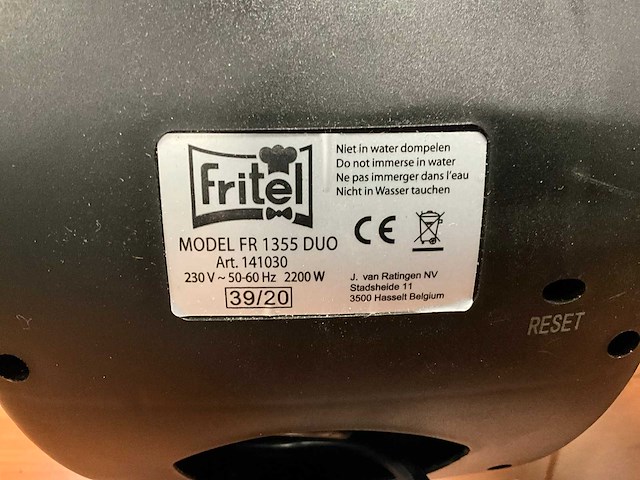 fritel
Niet in water dompelen
Do not immerse in water
Ne pas immerger dans l'eau
Nicht in Wasser tauchen
MODEL FR 1355 DUO
Art. 141030
230 V ~ 50-60 Hz 2200 W
39/20
CE
J. van Ratingen NV
Stadsheide 11
3500 Hasselt Belgium
RESET